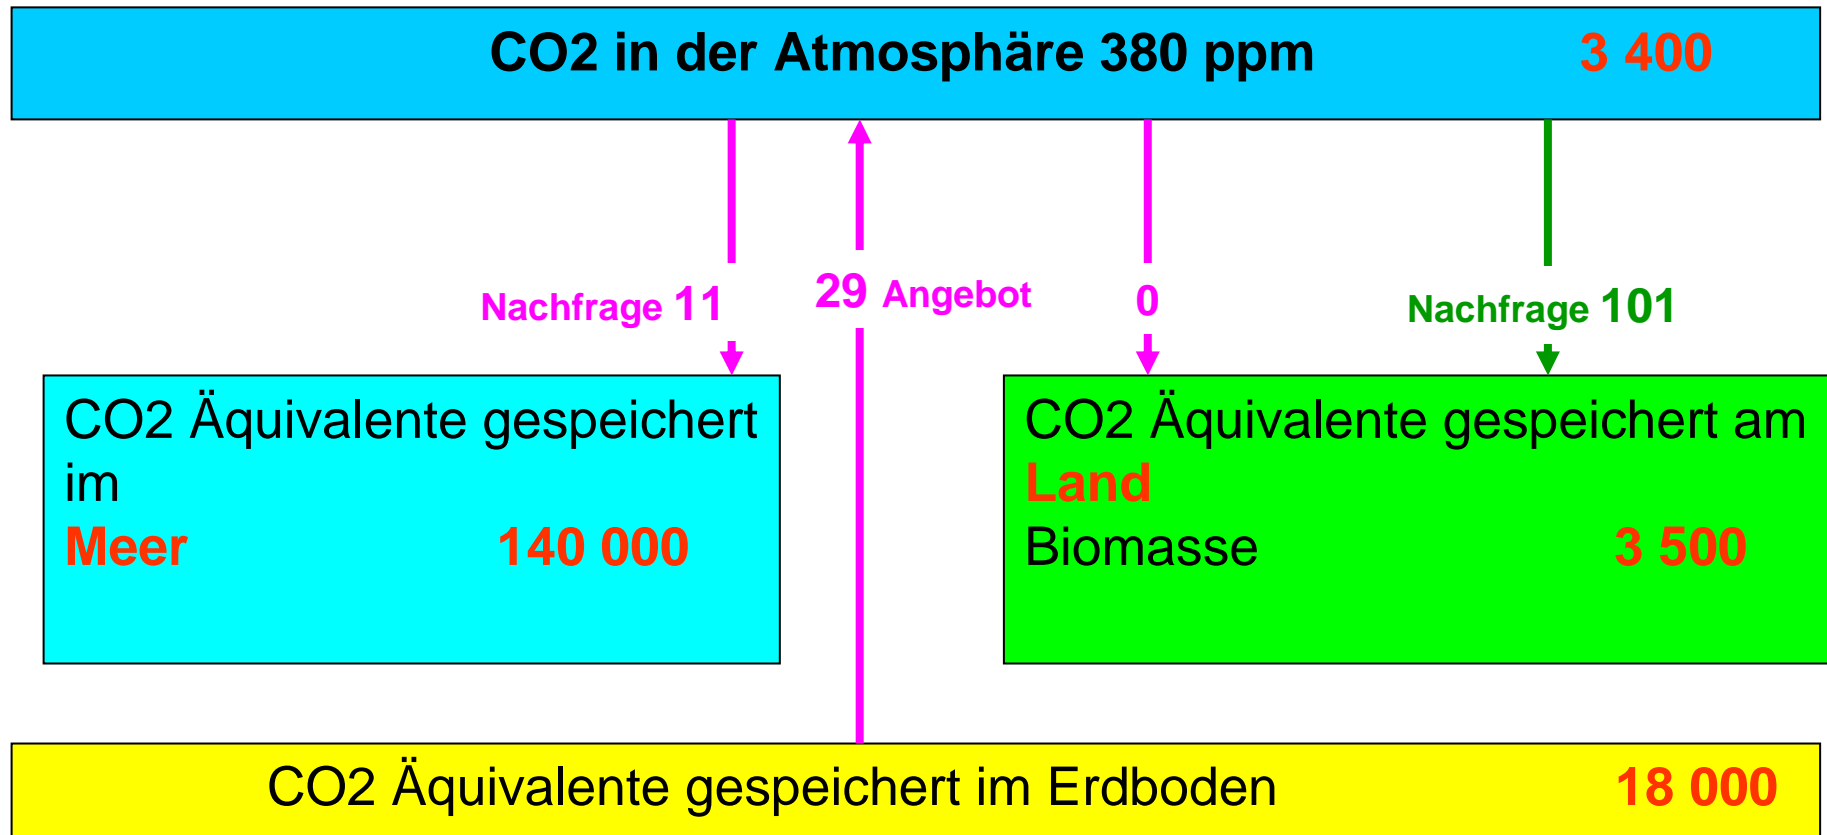 CO2 in der Atmosphäre 380 ppm 3 400
Nachfrage 11
29 Angebot
0
Nachfrage 101
CO2 Äquivalente gespeichert
im
Meer 140 000
CO2 Äquivalente gespeichert am
Land
Biomasse 3 500
CO2 Äquivalente gespeichert im Erdboden 18 000